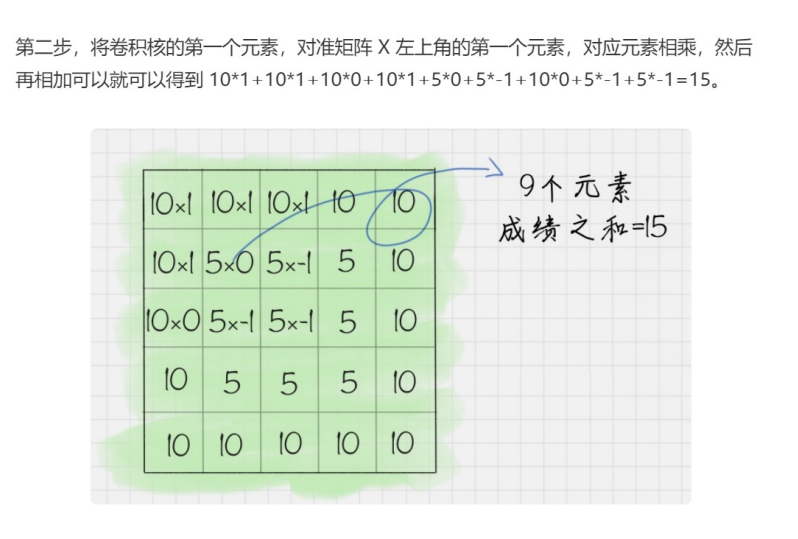 第二步，将卷积核的第一个元素，对准矩阵 X 左上角的第一个元素，对应元素相乘，然后
再相加可以就可以得到 10*1+10*1+10*0+10*1+5*0+5*-1+10*0+5*-1+5*-1=15。
10×1 10×1 10×1 10 10
9个元素
成绩之和=15
10×1 5×0 5×-1 5 10
10×0 5×-1 5×-1 5 10
10 5 5 5 10
10 10 10 10 10